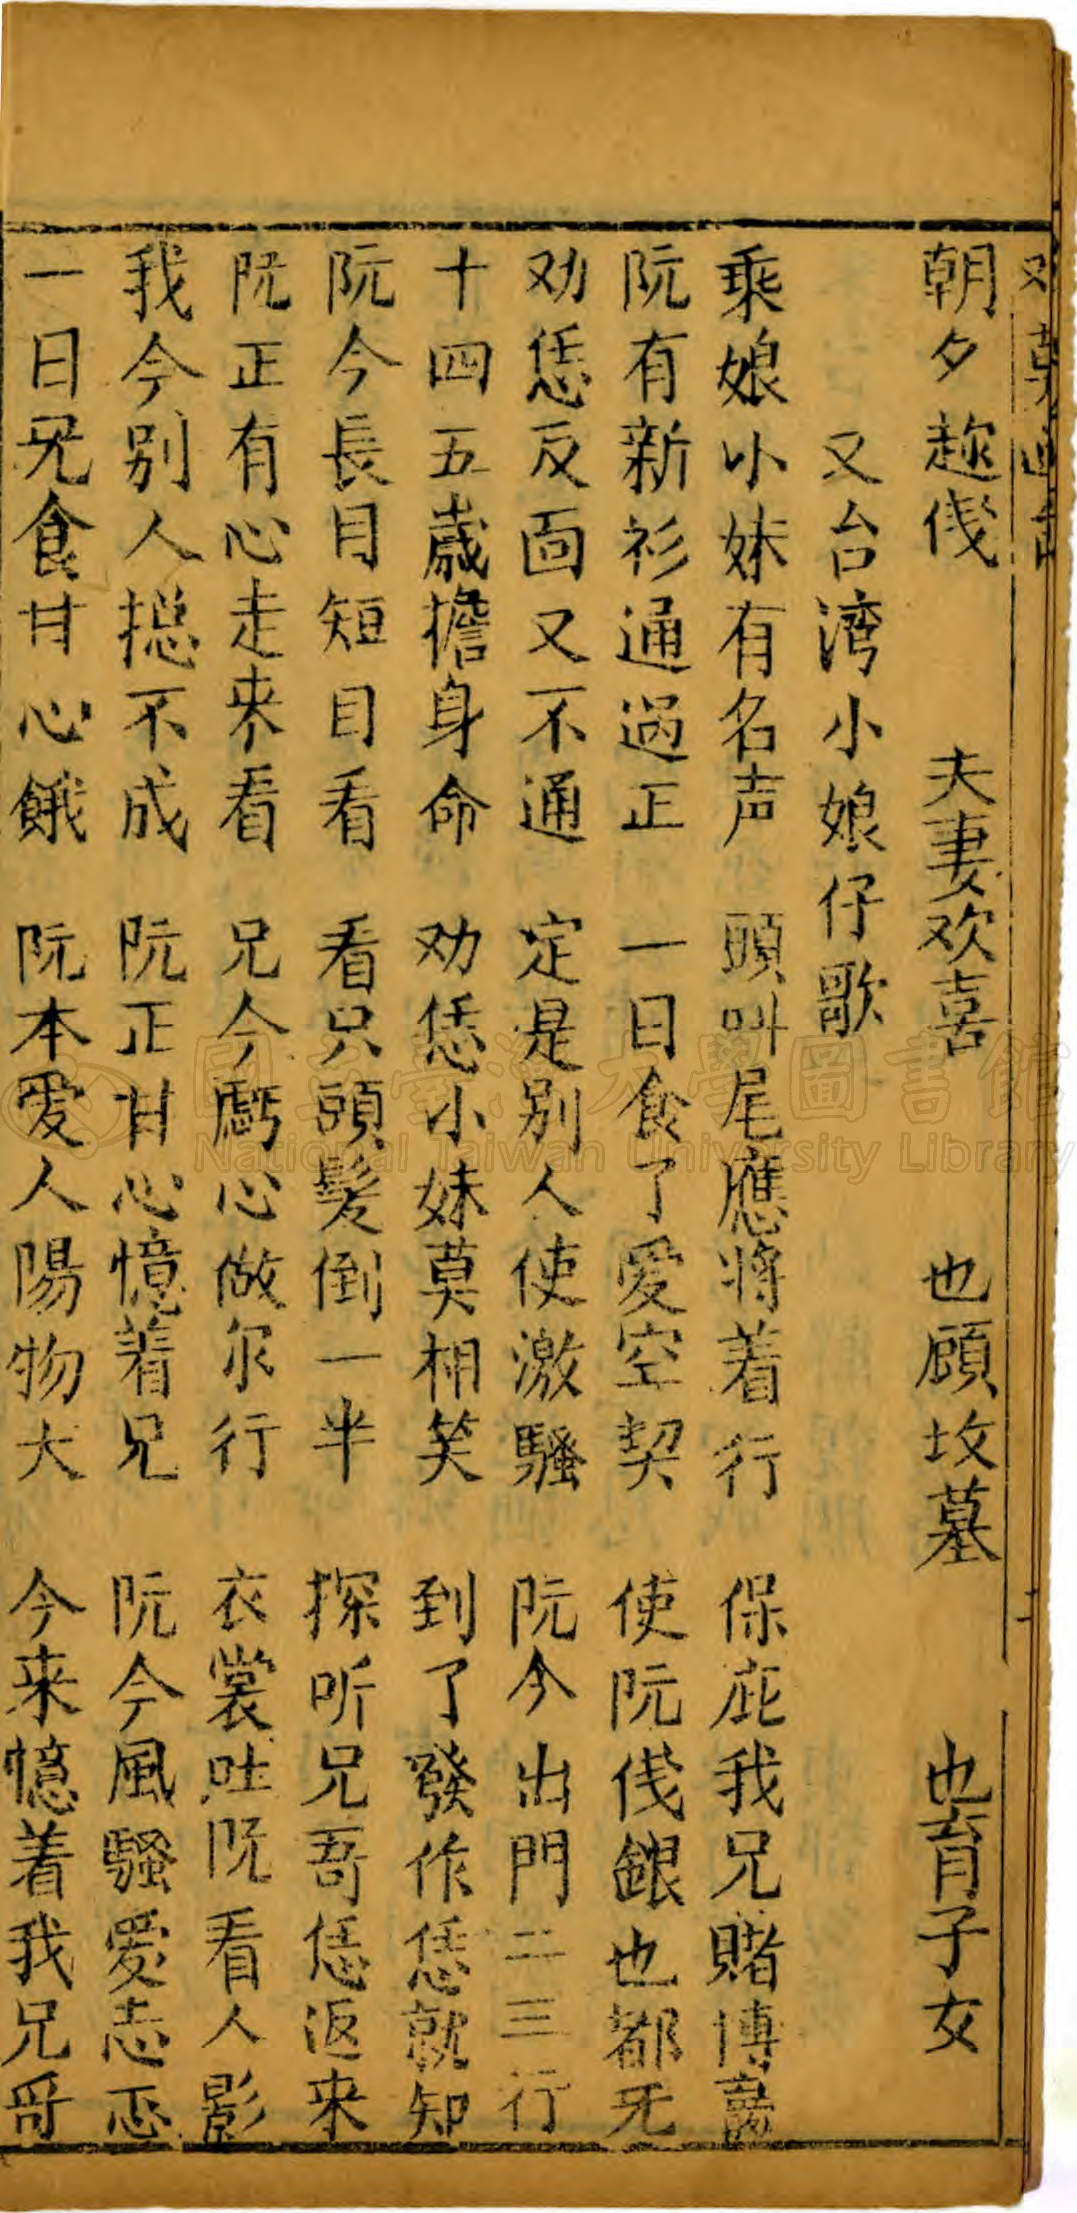 朝夕趂伐　夫妻欢喜　也顧坟墓　也育子女
又台湾小娘仔歌
乘娘小妹有名声　頭叫尾應將着行　保庇我兄賭博
阮有新衫通過正　一日食了愛空契　使阮伐銀也都旡
劝恁反面又不通　定是别人使激騷　阮今出門二三行
十四五歲擔身命　劝恁小妹莫相笑　到了發作恁就知
阮今長目短目看　看只頭髮倒一半　探听兄哥恁返来
阮正有心走来看　兄今虧心做尔行　衣裳吐阮看人影
我今别人摠不成　阮正甘心憶着兄　阮今風騷愛志
一日旡食甘心餓　阮本愛人陽物大　今来憶着我兄哥
國立臺灣大學圖書館
National Taiwan University Library